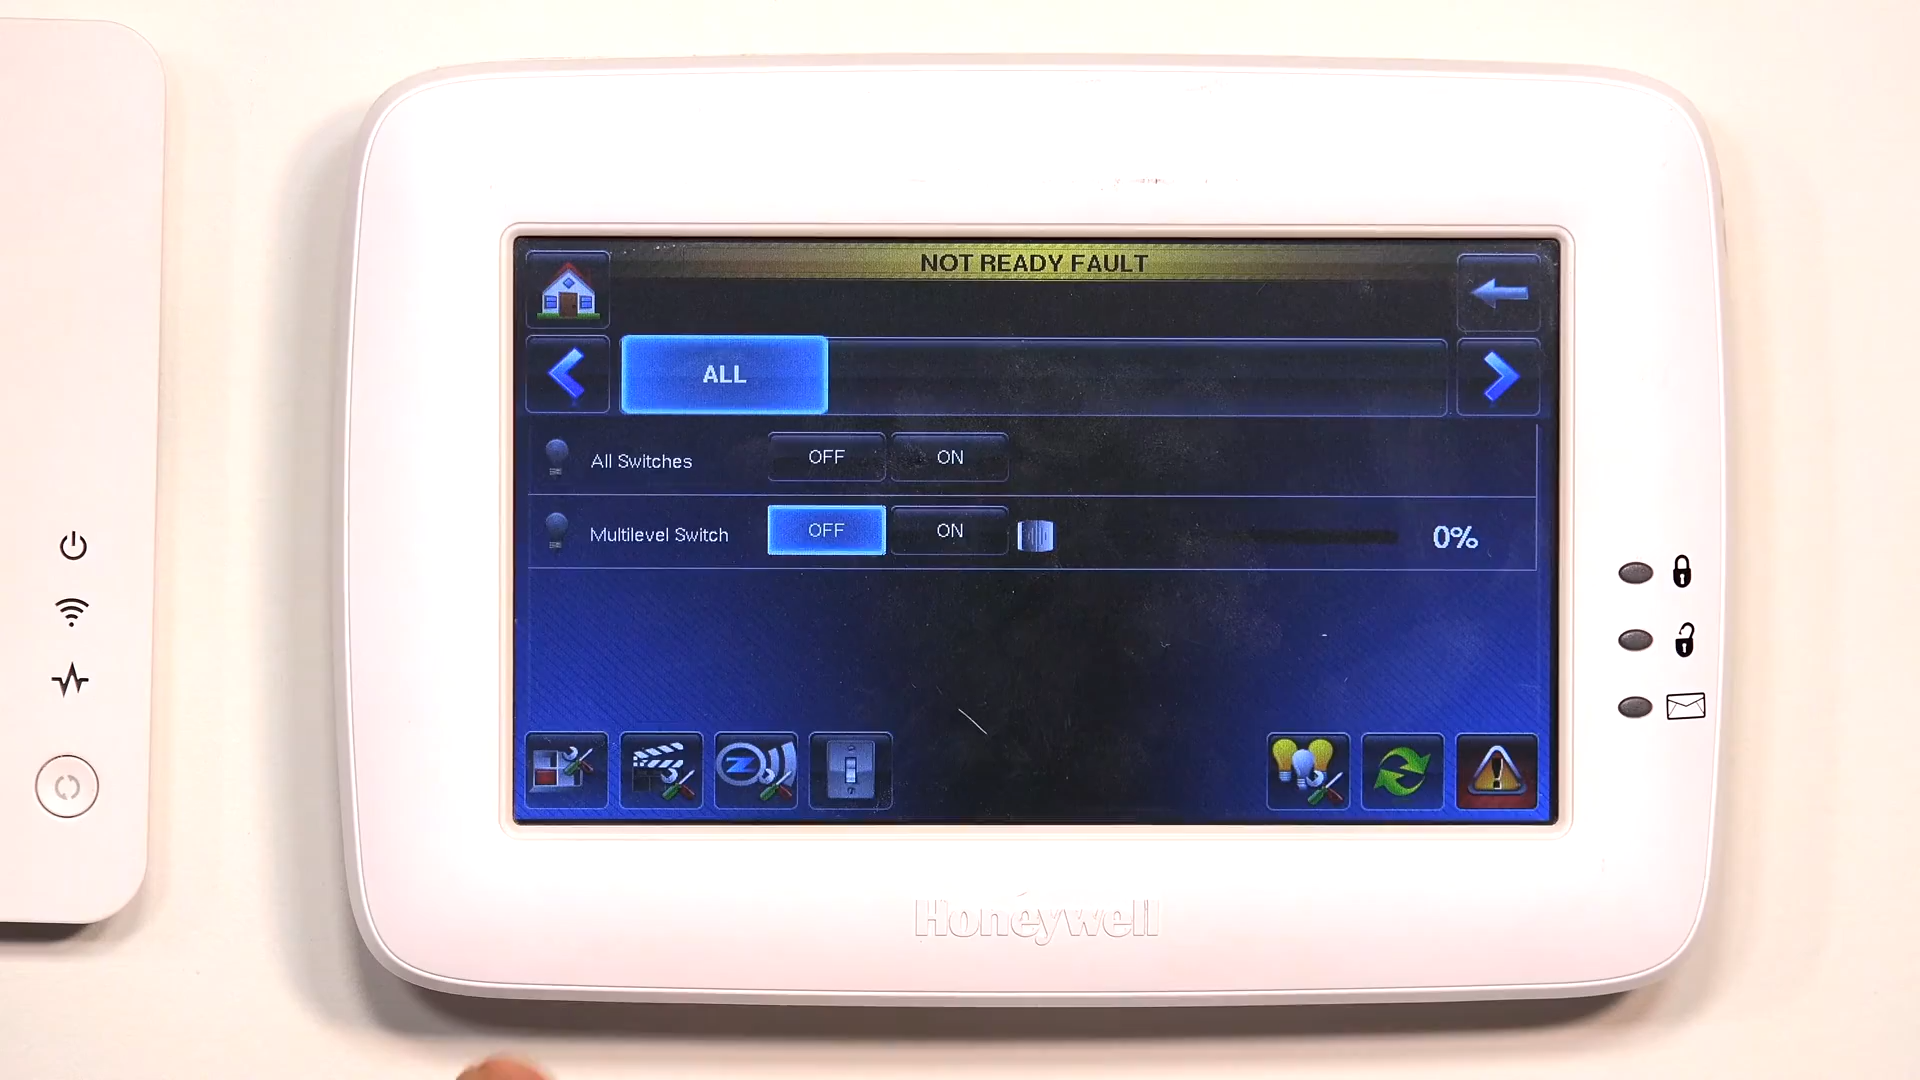 NOT READY FAULT
ALL
All Switches OFF ON
Multilevel Switch OFF ON 0%
Z
Honeywell